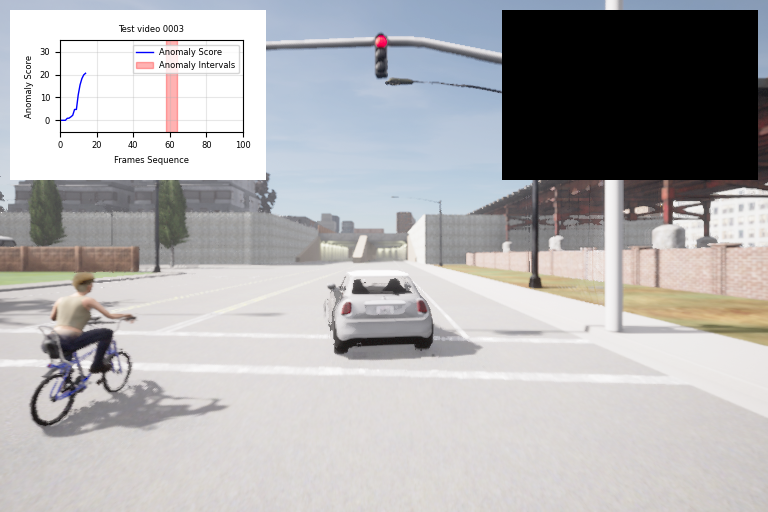 Test video 0003
Anomaly Score
Anomaly Intervals
Anomaly Score
30
20
10
0
0 20 40 60 80 100
Frames Sequence